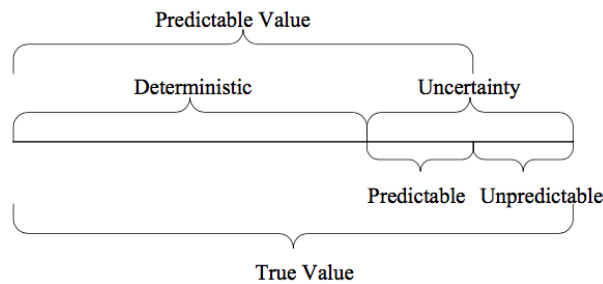 Predictable Value
Deterministic Uncertainty
Predictable Unpredictable
True Value